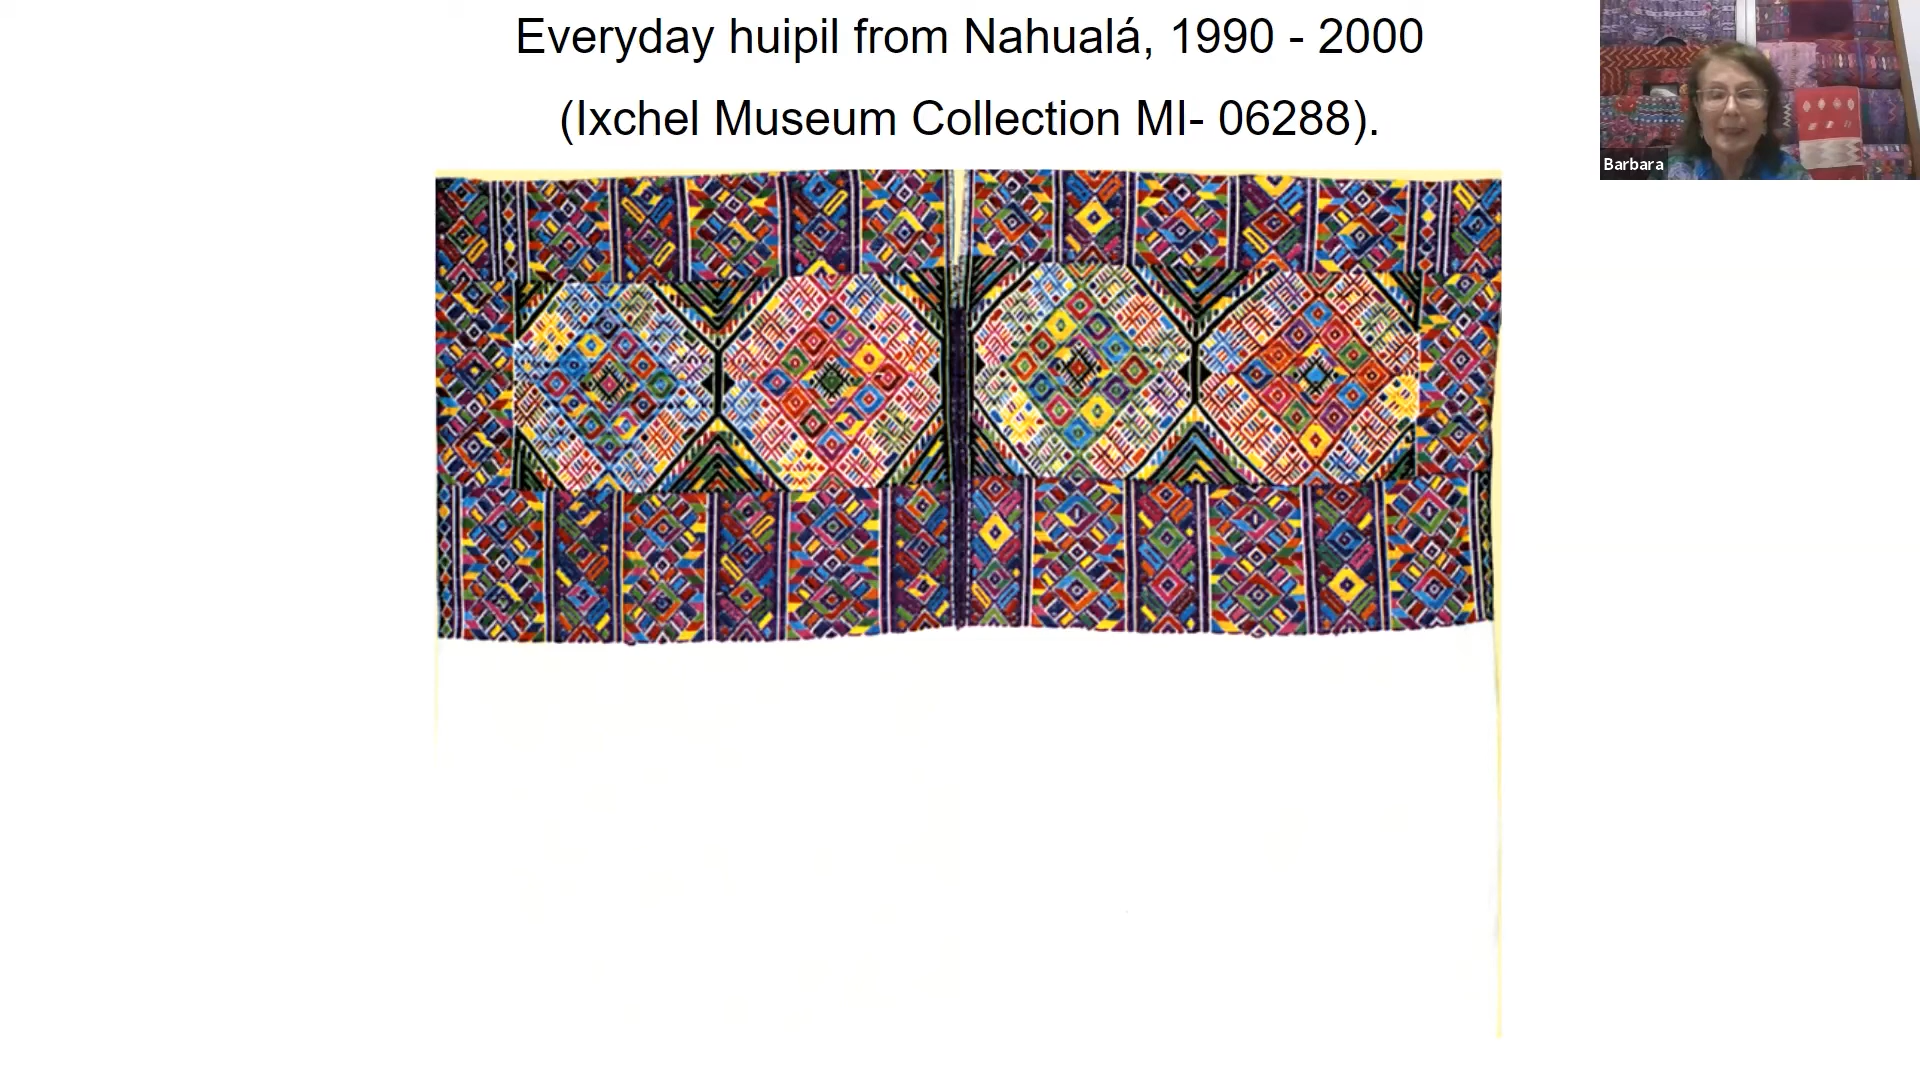 Everyday huipil from Nahualá, 1990 - 2000
(Ixchel Museum Collection MI- 06288).
Barbara